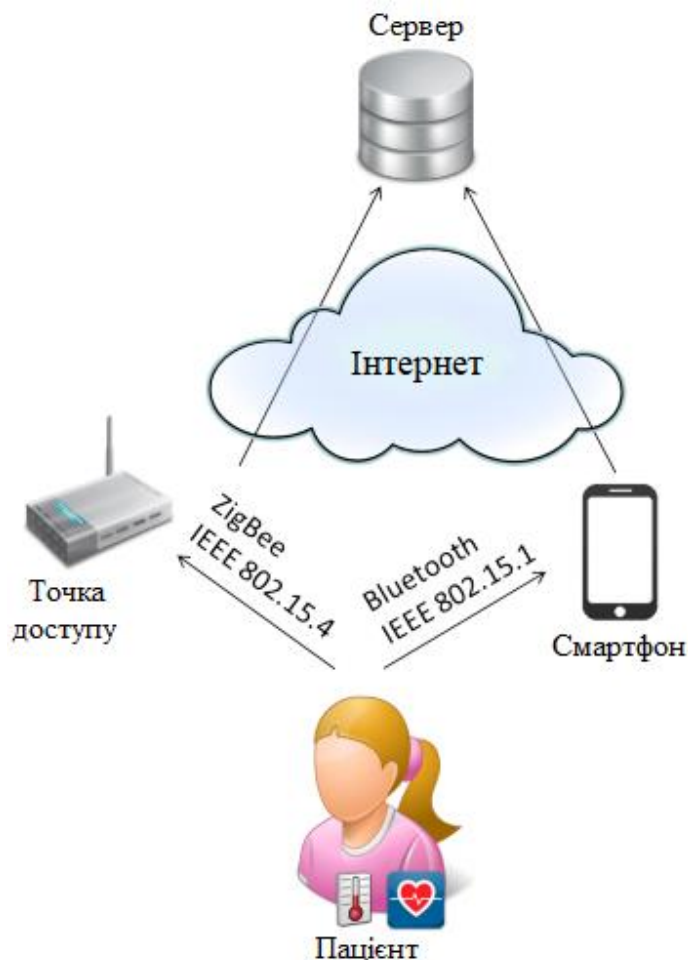 Сервер
Інтернет
ZigBee
IEEE 802.15.4
Bluetooth
IEEE 802.15.1
Точка
доступу
Смартфон
Пацієнт